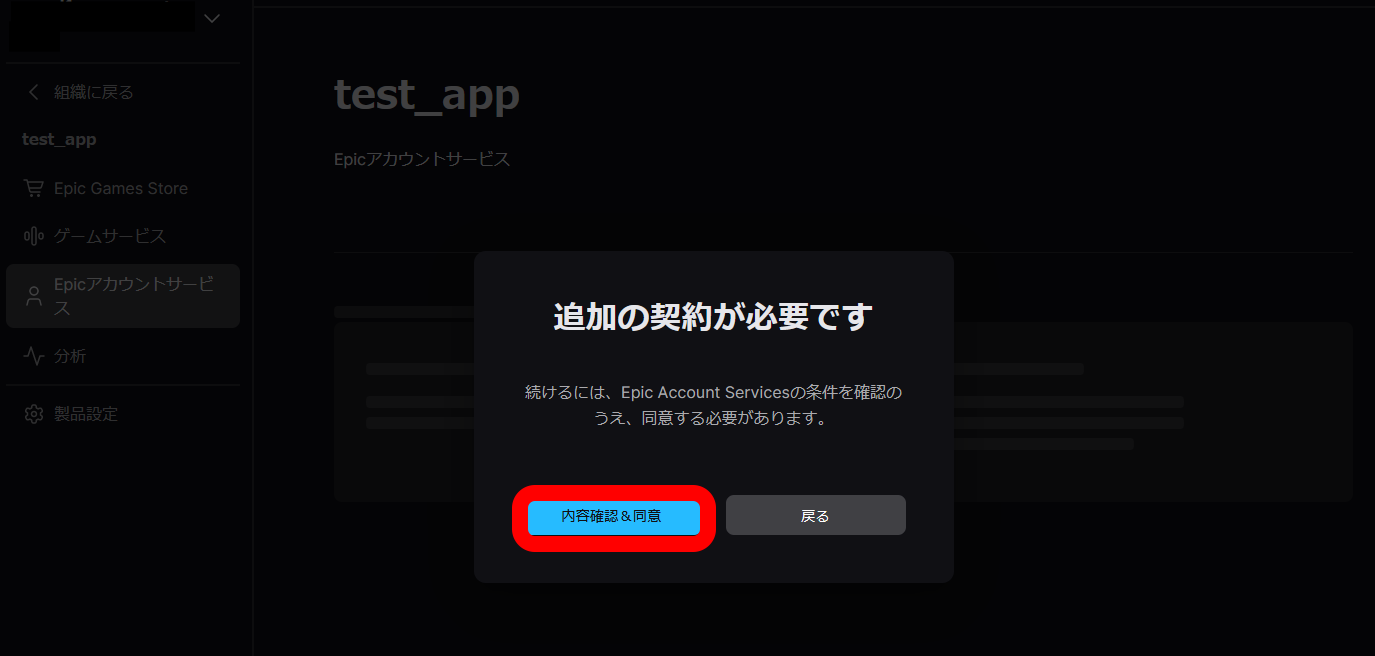 組織に戻る
test_app
Epic Games Store
ゲームサービス
Epicアカウントサービ
ス
分析
製品設定
test_app
Epicアカウントサービス
追加の契約が必要です
続けるには、Epic Account Servicesの条件を確認の
うえ、同意する必要があります。
内容確認＆同意
戻る